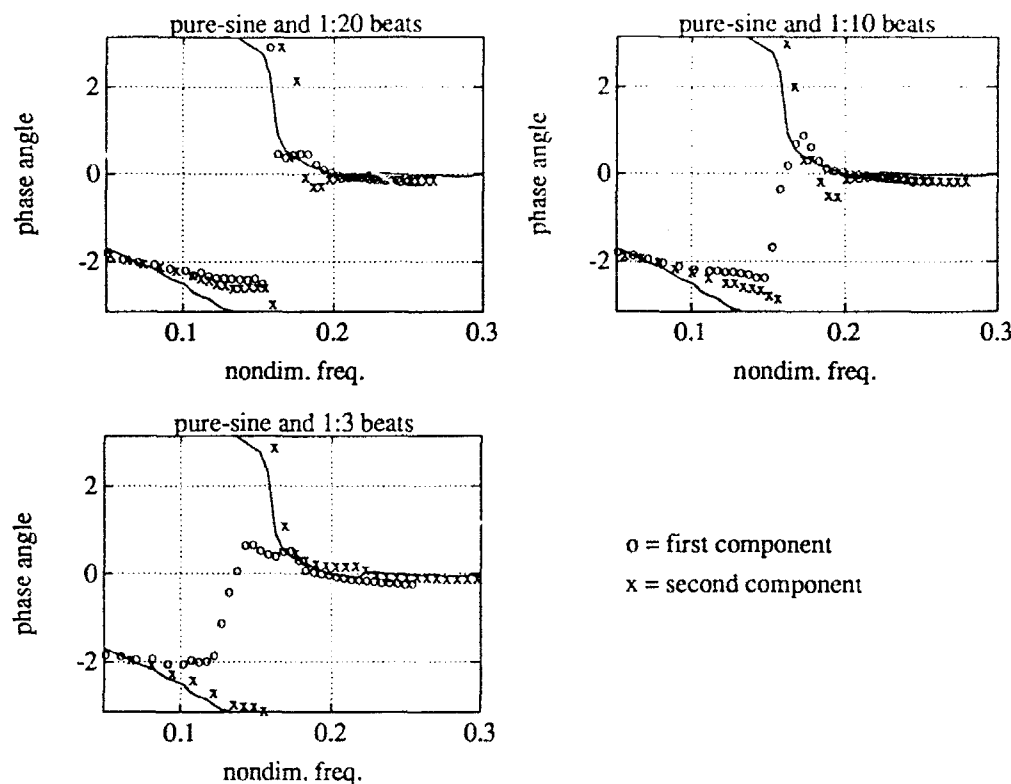 pure-sine and 1:20 beats
2
0
-2
phase angle
0.1
0.2
0.3
nondim. freq.
pure-sine and 1:10 beats
2
0
-2
phase angle
0.1
0.2
0.3
nondim. freq.
pure-sine and 1:3 beats
2
0
-2
phase angle
0.1
0.2
0.3
nondim. freq.
o = first component
x = second component